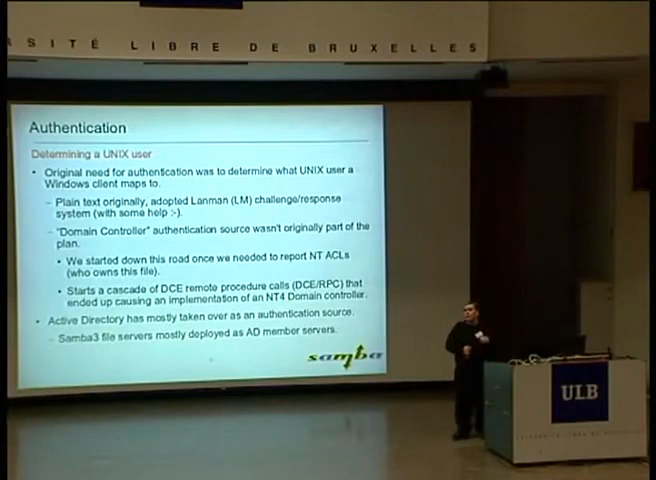 SITÉ LIBRE DE BRUXELLES
Authentication
Determining a UNIX user
• Original need for authentication was to determine what UNIX user a
Windows client maps to.
– Plain text originally, adopted Lanman (LM) challenge/response
system (with some help :-).
– "Domain Controller" authentication source wasn't originally part of the
plan.
• We started down this road once we needed to report NT ACLs
(who owns this file).
• Starts a cascade of DCE remote procedure calls (DCE/RPC) that
ended up causing an implementation of an NT4 Domain controller.
• Active Directory has mostly taken over as an authentication source.
– Samba3 file servers mostly deployed as AD member servers.
samba
ULB